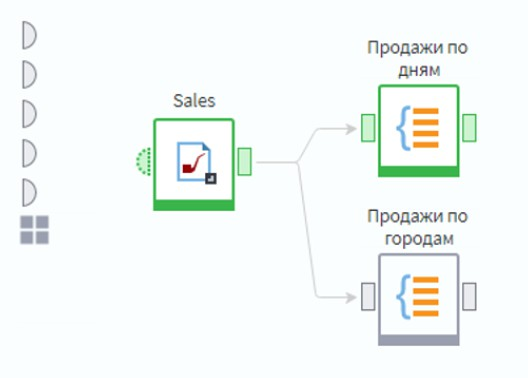 Sales
Продажи по
дням
Продажи по
городам